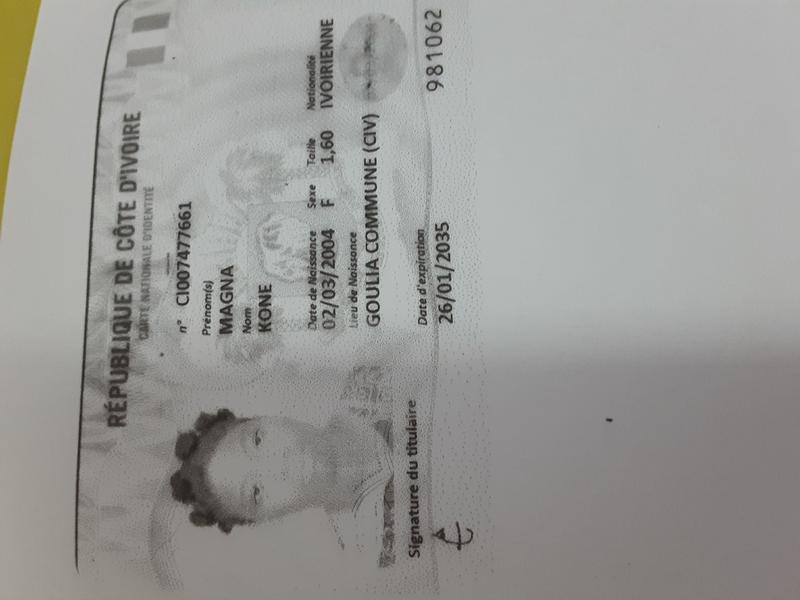 RÉPUBLIQUE DE CÔTE D'IVOIRE
CARTE NATIONALE D'IDENTITÉ
n° CI007477661
Prénom(s)
MAGNA
Nom
KONE
Date de Naissance Sexe Taille Nationalité
02/03/2004 F 1,60 IVOIRIENNE
Lieu de Naissance
GOULIA COMMUNE (CIV)
Signature du titulaire
Date d'expiration
26/01/2035
981062